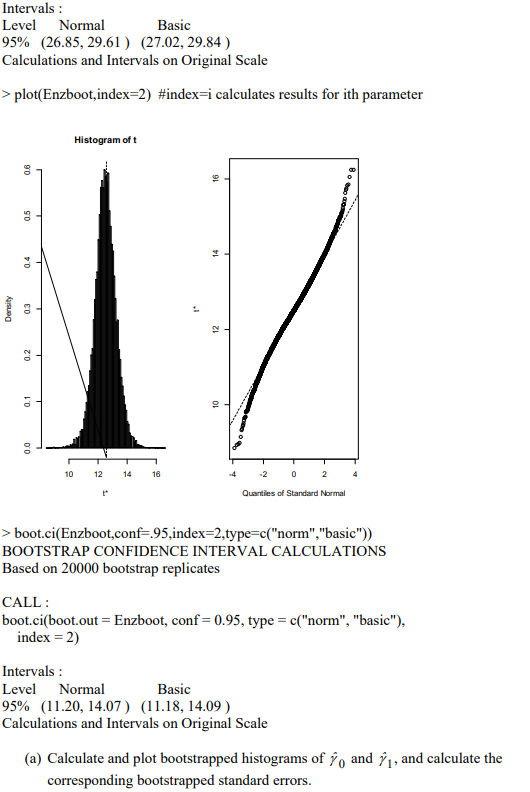 Intervals :
Level Normal Basic
95% (26.85, 29.61 ) (27.02, 29.84 )
Calculations and Intervals on Original Scale
> plot(Enzboot,index=2) #index=i calculates results for ith parameter
Histogram of t
Density
0.0 0.1 0.2 0.3 0.4 0.5 0.6
10 12 14 16
t*
t*
10 12 14 16
-4 -2 0 2 4
Quantiles of Standard Normal
> boot.ci(Enzboot,conf=.95,index=2,type=c("norm","basic"))
BOOTSTRAP CONFIDENCE INTERVAL CALCULATIONS
Based on 20000 bootstrap replicates
CALL :
boot.ci(boot.out = Enzboot, conf = 0.95, type = c("norm", "basic"),
index = 2)
Intervals :
Level Normal Basic
95% (11.20, 14.07 ) (11.18, 14.09 )
Calculations and Intervals on Original Scale
(a) Calculate and plot bootstrapped histograms of γ̂₀ and γ̂₁, and calculate the
corresponding bootstrapped standard errors.